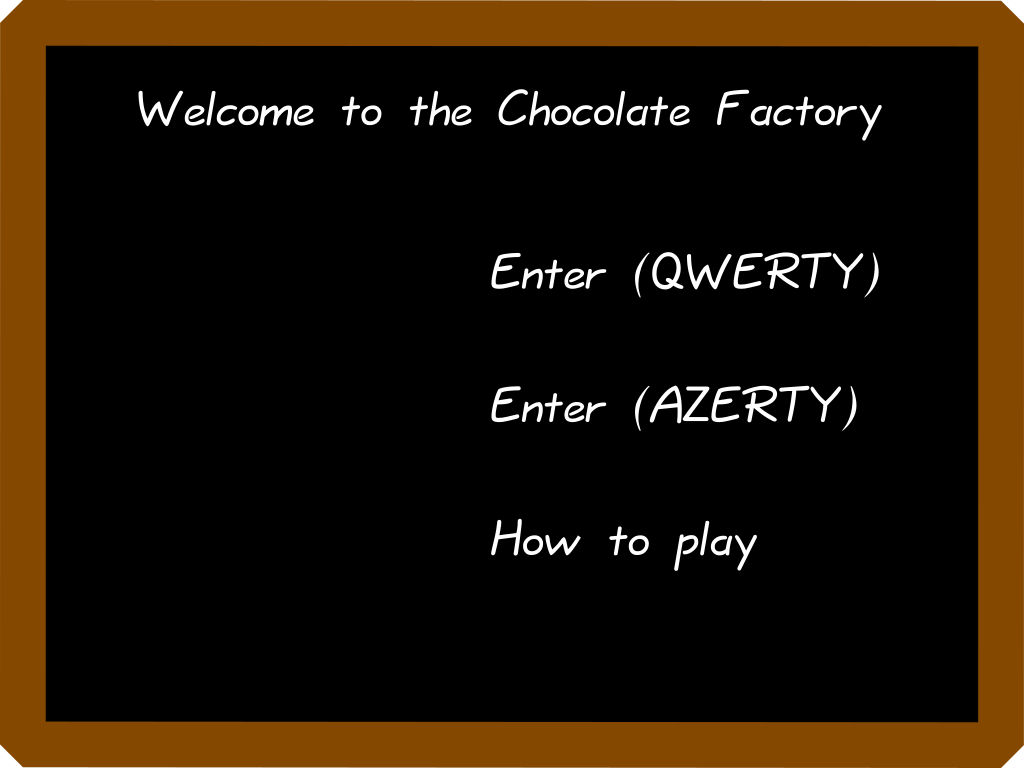 Welcome to the Chocolate Factory
Enter (QWERTY)
Enter (AZERTY)
How to play